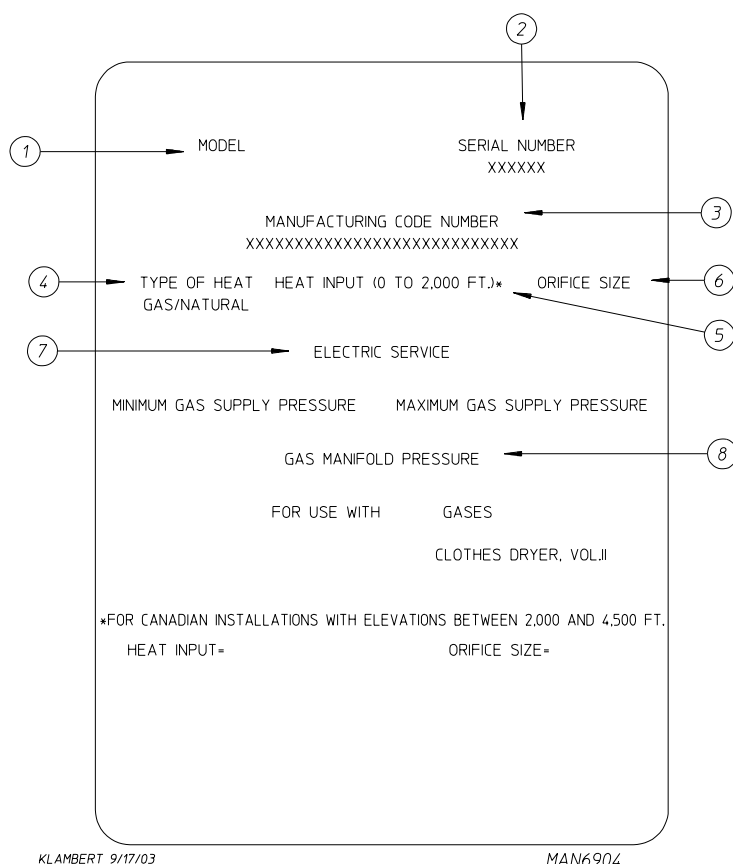 2
1
MODEL
SERIAL NUMBER
XXXXXX
3
MANUFACTURING CODE NUMBER
XXXXXXXXXXXXXXXXXXXXXXXXXXXX
4
TYPE OF HEAT HEAT INPUT (0 TO 2,000 FT.)* ORIFICE SIZE
6
GAS/NATURAL
5
7
ELECTRIC SERVICE
MINIMUM GAS SUPPLY PRESSURE MAXIMUM GAS SUPPLY PRESSURE
GAS MANIFOLD PRESSURE
8
FOR USE WITH GASES
CLOTHES DRYER, VOL.II
*FOR CANADIAN INSTALLATIONS WITH ELEVATIONS BETWEEN 2,000 AND 4,500 FT.
HEAT INPUT= ORIFICE SIZE=
KLAMBERT 9/17/03 MAN6904